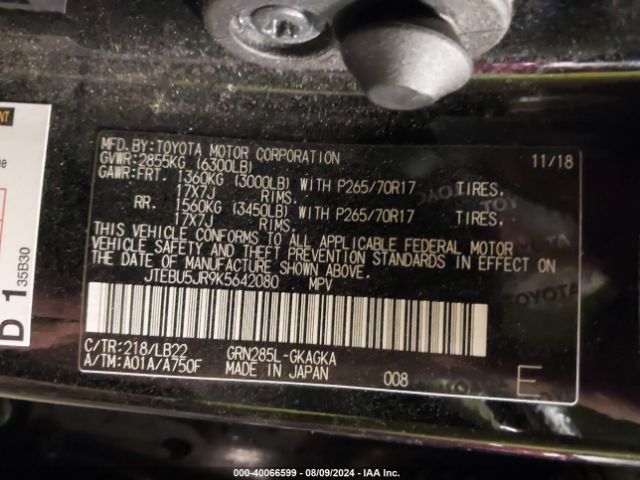 MFD. BY:TOYOTA MOTOR CORPORATION 11/18
GVWR:2855KG (6300LB)
GAWR:FRT. 1360KG (3000LB) WITH P265/70R17 TIRES,
17X7J RIMS.
RR. 1560KG (3450LB) WITH P265/70R17 TIRES,
17X7J RIMS.
THIS VEHICLE CONFORMS TO ALL APPLICABLE FEDERAL MOTOR
VEHICLE SAFETY AND THEFT PREVENTION STANDARDS IN EFFECT ON
THE DATE OF MANUFACTURE SHOWN ABOVE.
JTEBU5JR9K5642080 MPV
C/TR:218/LB22 GRN285L-GKAGKA
A/TM:A01A/A750F MADE IN JAPAN 008 E
D 1
35B30
TOYOTA
000-40066599 - 08/09/2024 - IAA Inc.